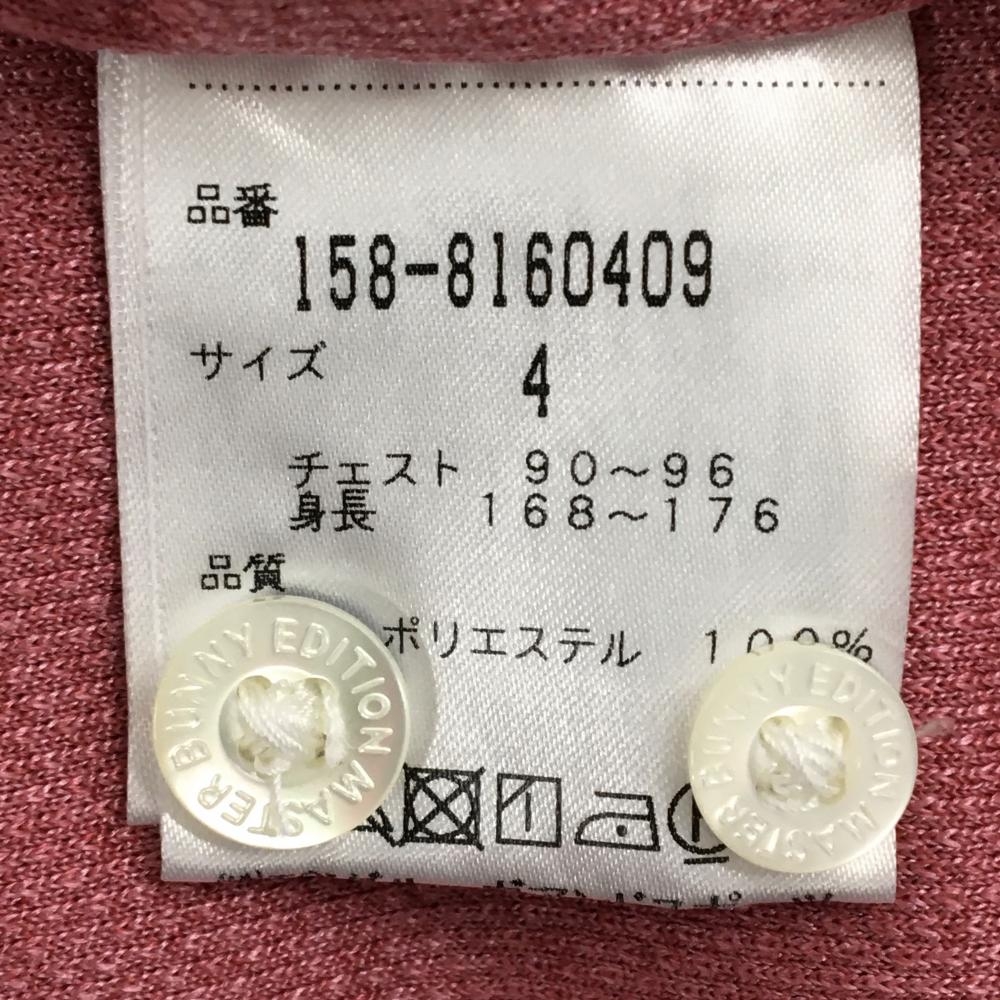 品番
158-8160409
サイズ 4
チェスト 90～96
身長 168～176
品質
ポリエステル 100%
MASTER BUNNY EDITION
MASTER BUNNY EDITION